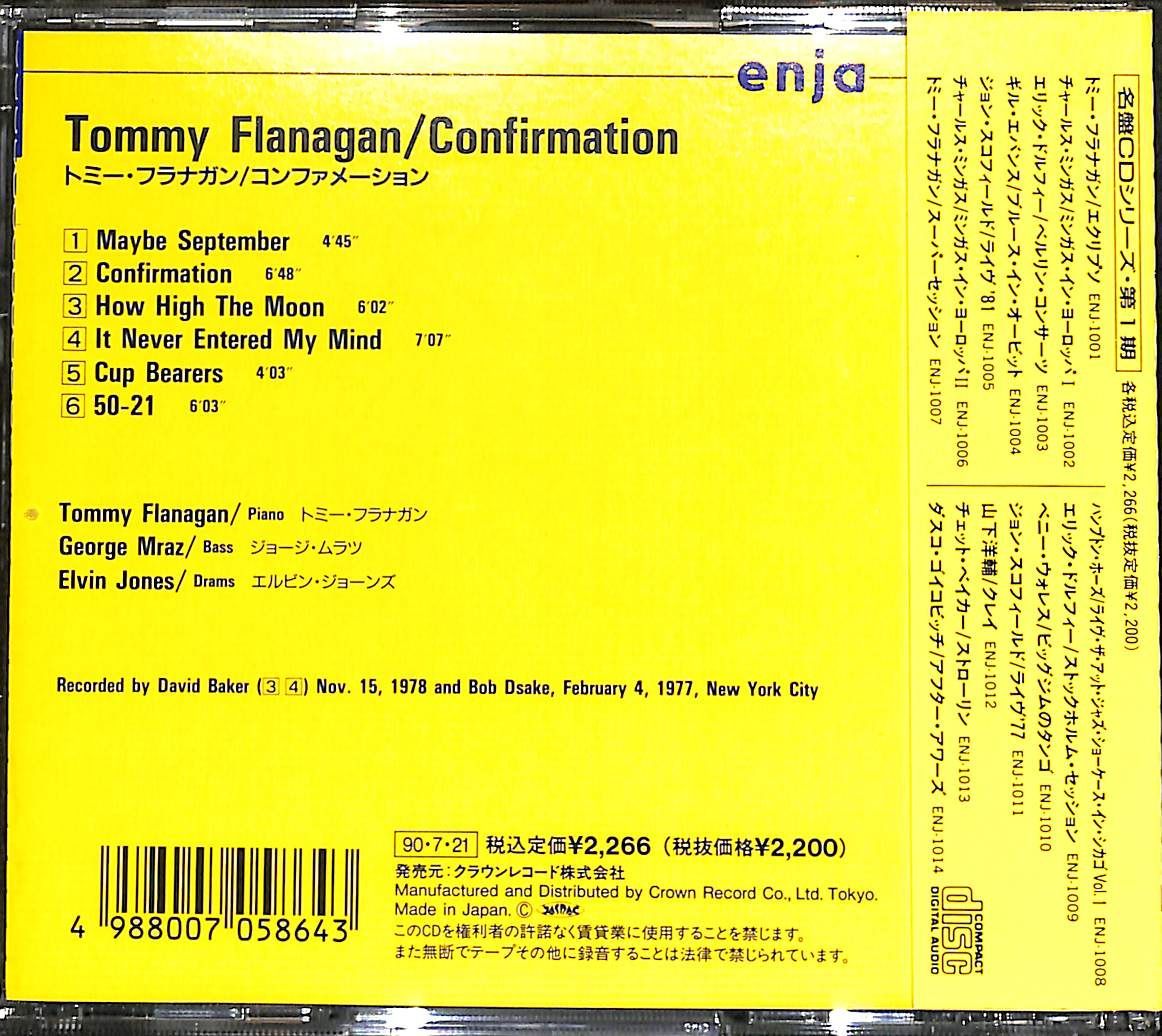 enja
Tommy Flanagan/Confirmation
トミー・フラナガン/コンファメーション
1 Maybe September 4'45"
2 Confirmation 6'48"
3 How High The Moon 6'02"
4 It Never Entered My Mind 7'07"
5 Cup Bearers 4'03"
6 50-21 6'03"
Tommy Flanagan/ Piano トミー・フラナガン
George Mraz/ Bass ジョージ・ムラツ
Elvin Jones/ Drams エルビン・ジョーンズ
Recorded by David Baker (3 4) Nov. 15, 1978 and Bob Dsake, February 4, 1977, New York City
4 988007 058643
90・7・21 税込定価¥2,266 (税抜価格¥2,200)
発売元:クラウンレコード株式会社
Manufactured and Distributed by Crown Record Co., Ltd. Tokyo.
Made in Japan. Ⓒ JASRAC
このCDを権利者の許諾なく賃貸業に使用することを禁じます。
また無断でテープその他に録音することは法律で禁じられています。
名盤CDシリーズ・第1期 各税込定価¥2,266(税抜定価¥2,200)
トミー・フラナガン/エクリプソ ENJ-1001
チャールス・ミンガス/ミンガス・イン・ヨーロッパ I ENJ-1002
エリック・ドルフィー/ベルリン・コンサーツ ENJ-1003
ギル・エバンス/ブルース・イン・オービット ENJ-1004
ジョン・スコフィールド/ライヴ '81 ENJ-1005
チャールス・ミンガス/ミンガス・イン・ヨーロッパ II ENJ-1006
トミー・フラナガン/スーパーセッション ENJ-1007
ハンプトン・ホーズ/ライヴ・ザ・アット・ジャズ・ショーケース・イン・シカゴ Vol.1 ENJ-1008
エリック・ドルフィー/ストックホルム・セッション ENJ-1009
ベニー・ウォレス/ビッグジムのタンゴ ENJ-1010
ジョン・スコフィールド/ライヴ'77 ENJ-1011
山下洋輔/クレイ ENJ-1012
チェット・ベイカー/ストローリン ENJ-1013
ダスコ・ゴイコビッチ/アフター・アワーズ ENJ-1014
COMPACT
disc
DIGITAL AUDIO